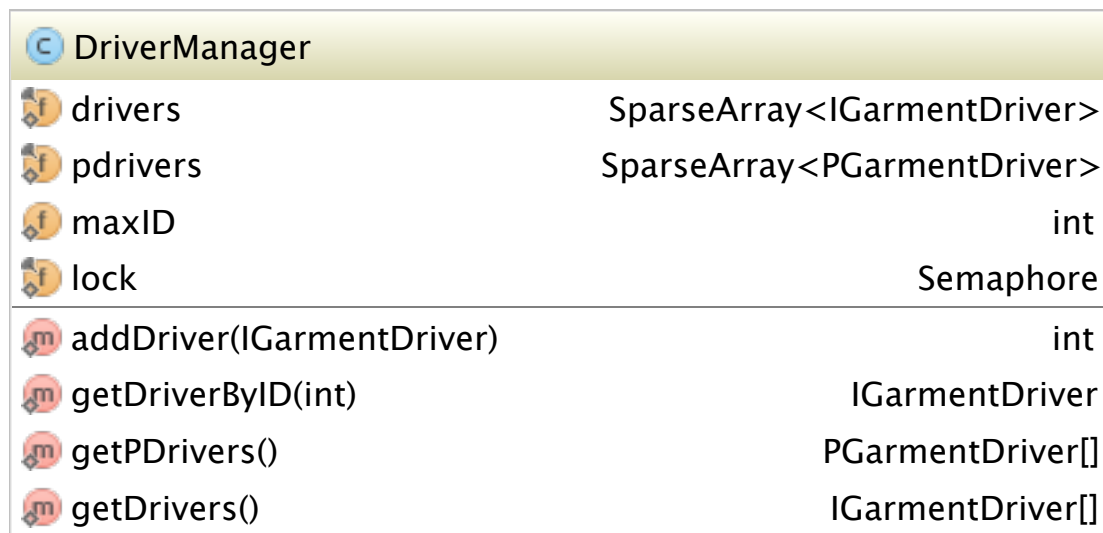 C DriverManager
f drivers SparseArray<IGarmentDriver>
f pdrivers SparseArray<PGarmentDriver>
f maxID int
f lock Semaphore
m addDriver(IGarmentDriver) int
m getDriverByID(int) IGarmentDriver
m getPDrivers() PGarmentDriver[]
m getDrivers() IGarmentDriver[]